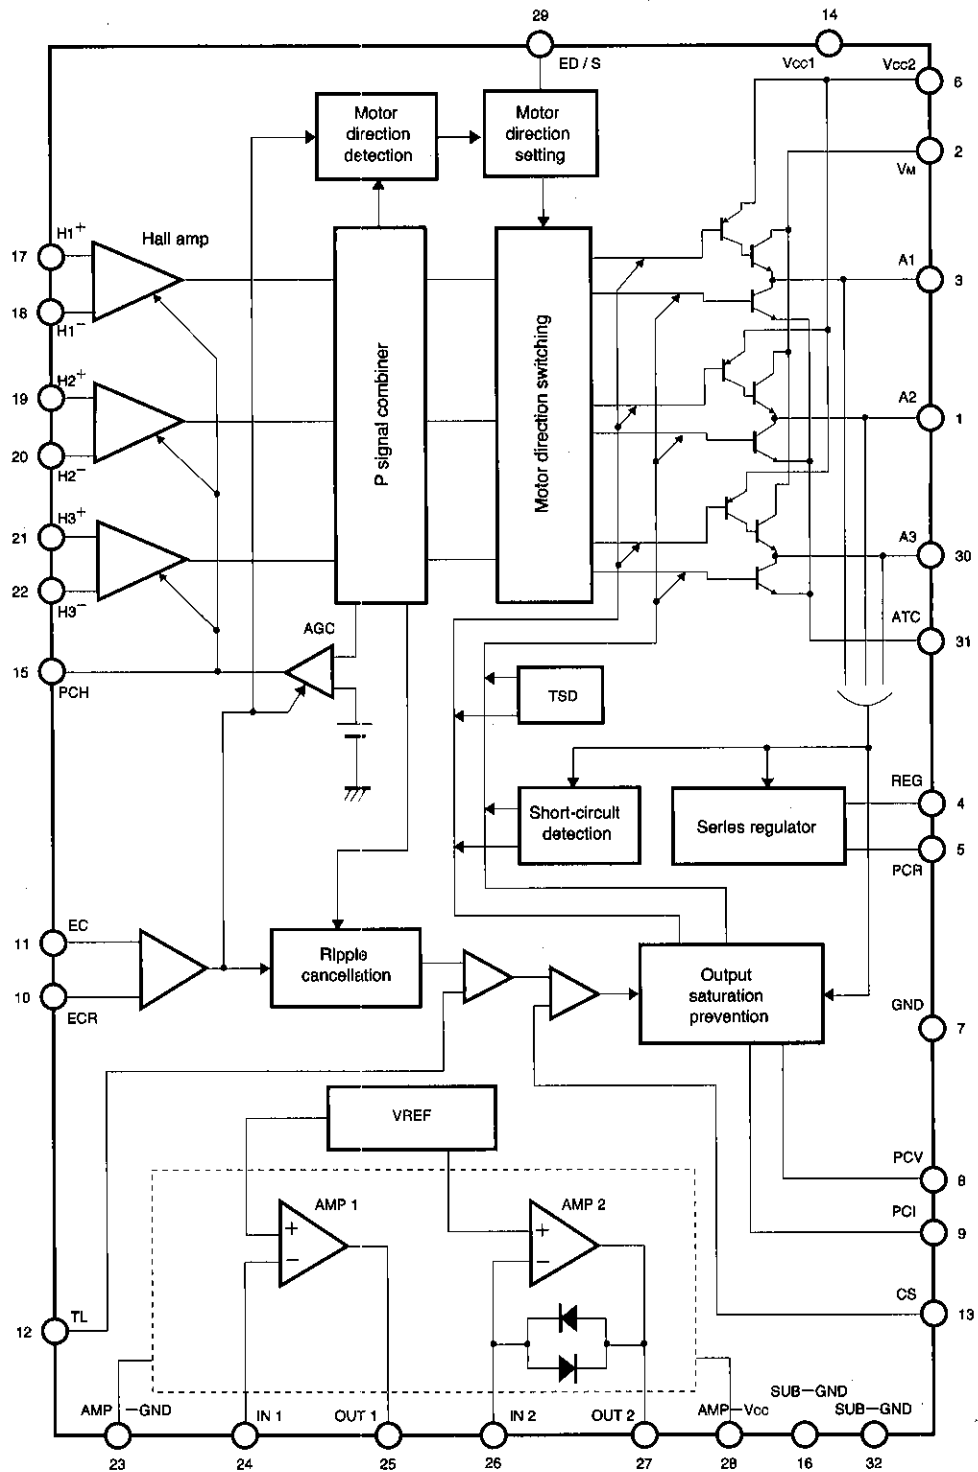 29
14
ED / S
Vcc1
Vcc2
6
Motor
direction
detection
Motor
direction
setting
2
VM
H1+
Hall amp
17
A1
3
18
H1−
P signal combiner
Motor direction switching
H2+
19
A2
1
20
H2−
H3+
21
A3
30
22
H3−
ATC
AGC
31
15
PCH
TSD
REG
4
Short-circuit
detection
Series regulator
5
PCR
EC
11
Ripple
cancellation
Output
saturation
prevention
10
ECR
GND
7
VREF
PCV
8
AMP 1
AMP 2
PCI
9
+
−
+
−
CS
13
TL
12
SUB−GND
AMP −GND
IN 1
OUT 1
IN 2
OUT 2
AMP−Vcc
SUB−GND
23
24
25
26
27
28
16
32